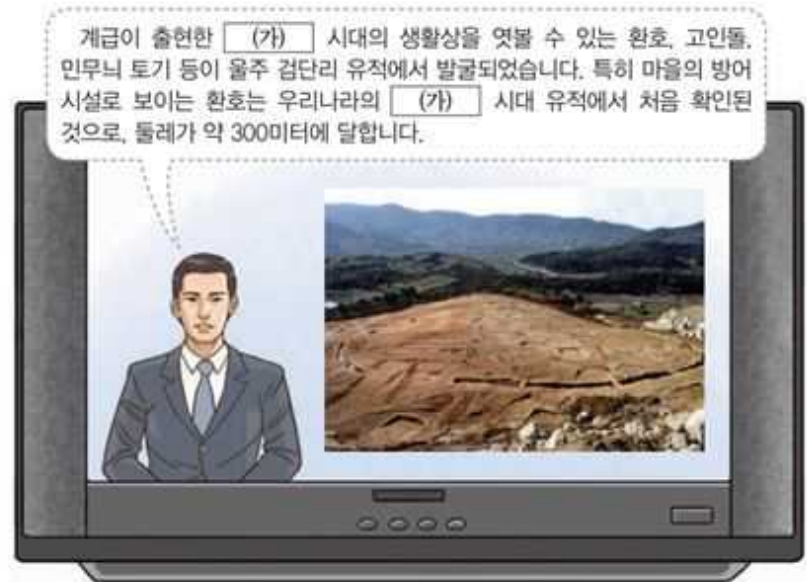 계급이 출현한 (가) 시대의 생활상을 엿볼 수 있는 환호, 고인돌,
민무늬 토기 등이 울주 검단리 유적에서 발굴되었습니다. 특히 마을의 방어
시설로 보이는 환호는 우리나라의 (가) 시대 유적에서 처음 확인된
것으로, 둘레가 약 300미터에 달합니다.